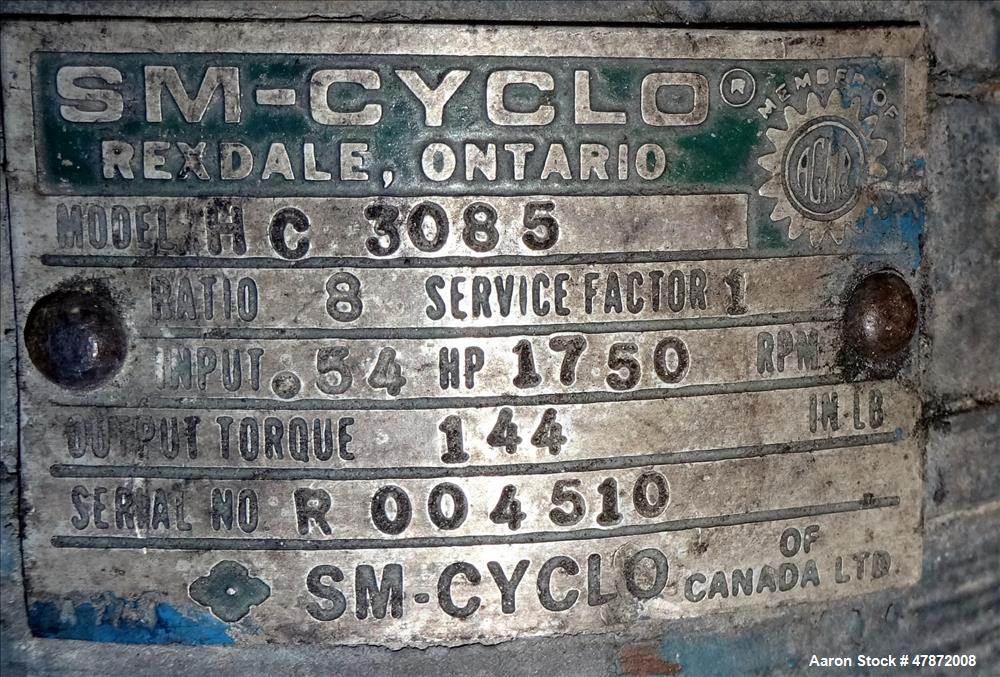 SM-CYCLO®
REXDALE, ONTARIO
MEMBER OF
AGMA
MODEL H C 3085
RATIO 8 SERVICE FACTOR 1
INPUT .54 HP 1750 RPM
OUTPUT TORQUE 144 IN LB
SERIAL NO R 004510
SM-CYCLO OF CANADA LTD.
Aaron Stock # 47872008